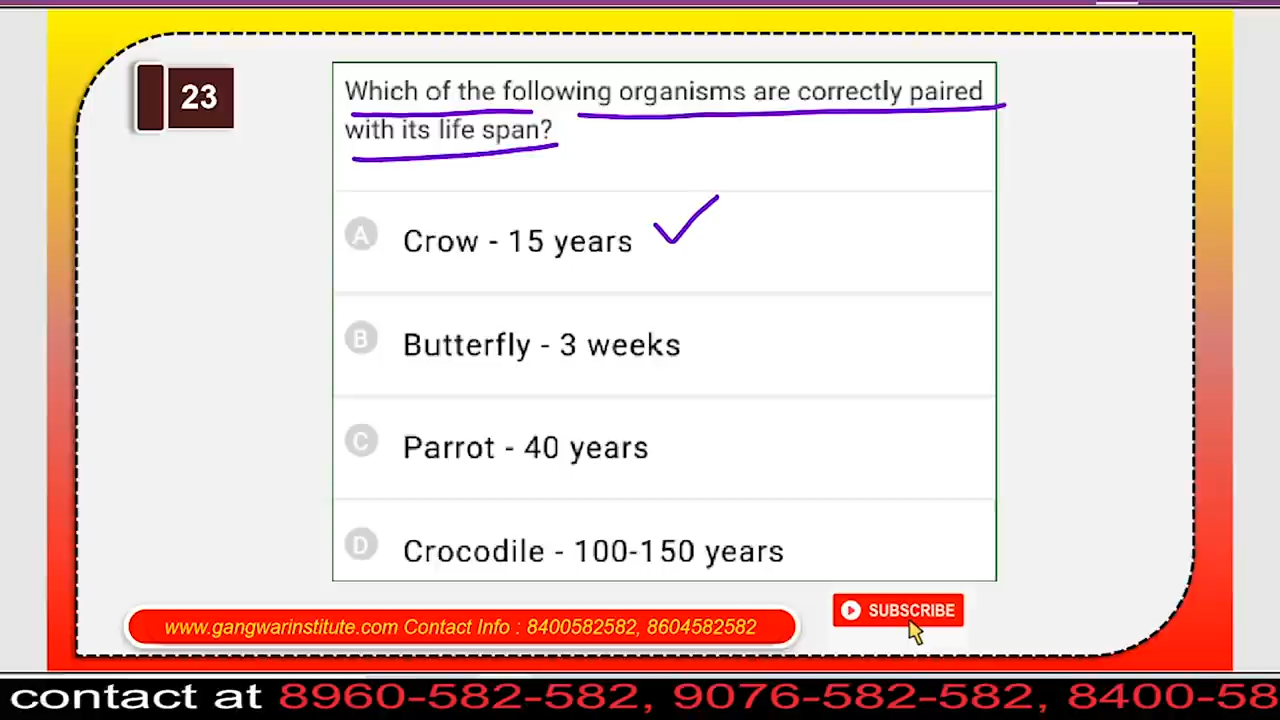 23
Which of the following organisms are correctly paired
with its life span?
A
Crow - 15 years
B
Butterfly - 3 weeks
C
Parrot - 40 years
D
Crocodile - 100-150 years
www.gangwarinstitute.com Contact Info : 8400582582, 8604582582
SUBSCRIBE
contact at 8960-582-582, 9076-582-582, 8400-58